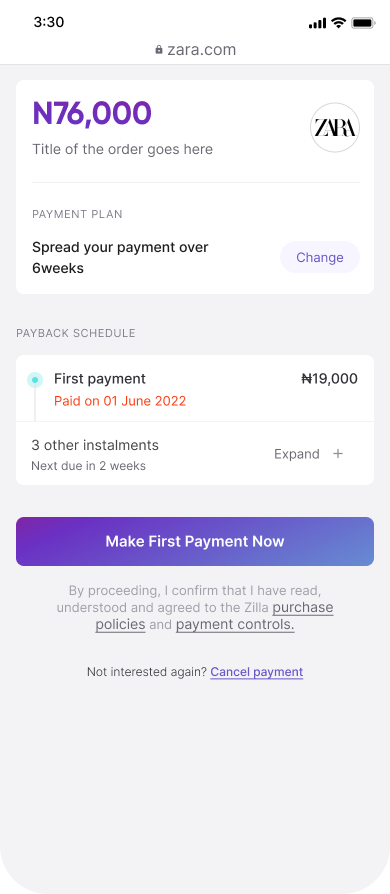 3:30
zara.com
₦76,000
ZARA
Title of the order goes here
PAYMENT PLAN
Spread your payment over
6weeks
Change
PAYBACK SCHEDULE
First payment
₦19,000
Paid on 01 June 2022
3 other instalments
Next due in 2 weeks
Expand +
Make First Payment Now
By proceeding, I confirm that I have read,
understood and agreed to the Zilla purchase
policies and payment controls.
Not interested again? Cancel payment